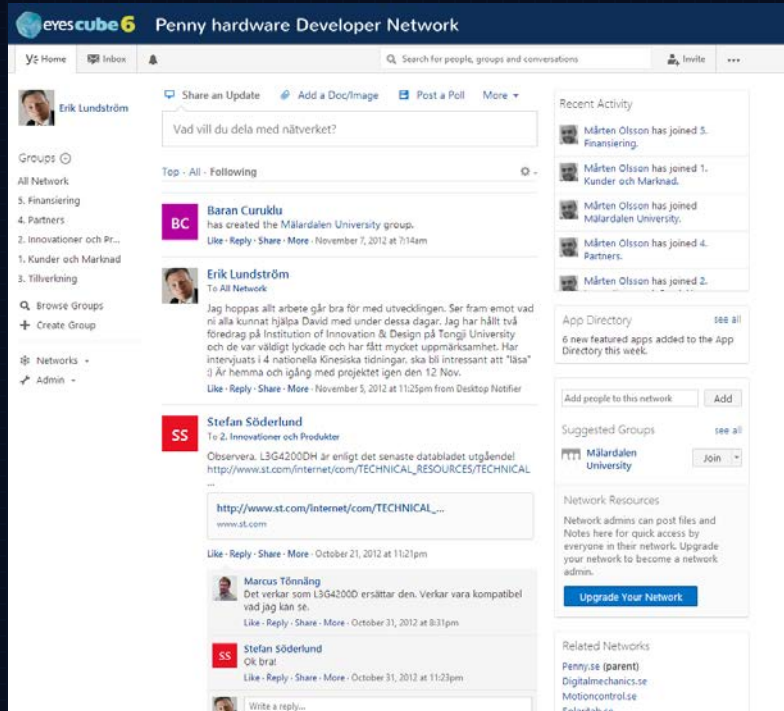 eyescube6 Penny hardware Developer Network
Home Inbox Search for people, groups and conversations Invite
Erik Lundström
Groups
All Network
5. Finansiering
4. Partners
2. Innovationer och Pr...
1. Kunder och Marknad
3. Tillverkning
Browse Groups
Create Group
Networks
Admin
Share an Update Add a Doc/Image Post a Poll More
Vad vill du dela med nätverket?
Top · All · Following
BC
Baran Curuklu
has created the Mälardalen University group.
Like · Reply · Share · More · November 7, 2012 at 7:14am
Erik Lundström
To All Network
Jag hoppas allt arbete går bra för med utvecklingen. Ser fram emot vad
ni alla kunnat hjälpa David med under dessa dagar. Jag har hållt två
föredrag på Institution of Innovation & Design på Tongji University
och de var väldigt lyckade och har fått mycket uppmärksamhet. Har
intervjuats i 4 nationella Kinesiska tidningar, ska bli intressant att "läsa"
:) Är hemma och igång med projektet igen den 12 Nov.
Like · Reply · Share · More · November 5, 2012 at 11:25pm from Desktop Notifier
SS
Stefan Söderlund
To 2. Innovationer och Produkter
Observera, L3G4200DH är enligt det senaste databladet utgående!
http://www.st.com/internet/com/TECHNICAL_RESOURCES/TECHNICAL
...
http://www.st.com/internet/com/TECHNICAL_...
www.st.com
Like · Reply · Share · More · October 21, 2012 at 11:21pm
Marcus Tönnäng
Det verkar som L3G4200D ersättar den. Verkar vara kompatibel
vad jag kan se.
Like · Reply · Share · More · October 31, 2012 at 8:31pm
SS
Stefan Söderlund
Ok bra!
Like · Reply · Share · More · October 31, 2012 at 11:23pm
Write a reply...
Recent Activity
Mårten Olsson has joined 5.
Finansiering.
Mårten Olsson has joined 1.
Kunder och Marknad.
Mårten Olsson has joined
Mälardalen University.
Mårten Olsson has joined 4.
Partners.
Mårten Olsson has joined 2.
App Directory see all
6 new featured apps added to the App
Directory this week.
Add people to this network Add
Suggested Groups see all
Mälardalen
University
Join
Network Resources
Network admins can post files and
Notes here for quick access by
everyone in their network. Upgrade
your network to become a network
admin.
Upgrade Your Network
Related Networks
Penny.se (parent)
Digitalmechanics.se
Motioncontrol.se